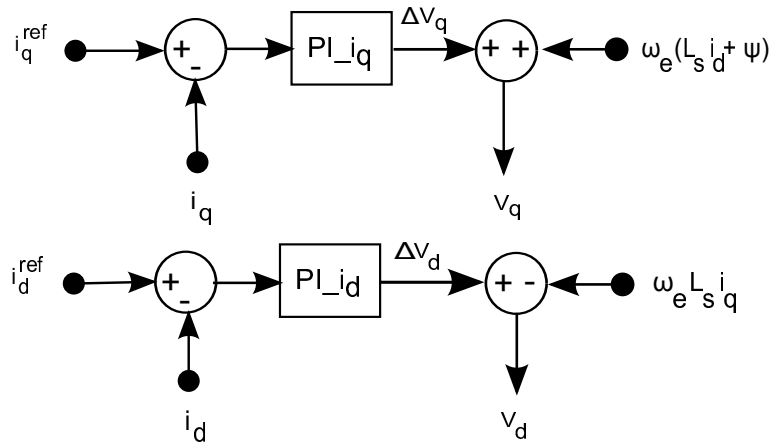 i_q^ref
+
-
PI_i_q
ΔV_q
+ +
ω_e(L_s i_d + ψ)
i_q
V_q
i_d^ref
+
-
PI_i_d
ΔV_d
+ -
ω_e L_s i_q
i_d
V_d